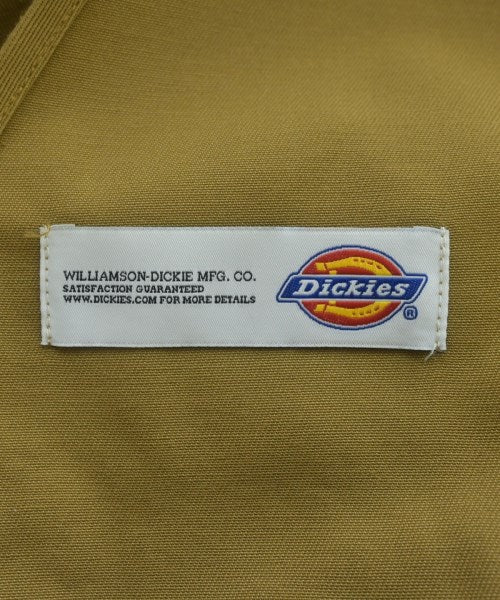 WILLIAMSON-DICKIE MFG. CO.
SATISFACTION GUARANTEED
WWW.DICKIES.COM FOR MORE DETAILS
Dickies
®